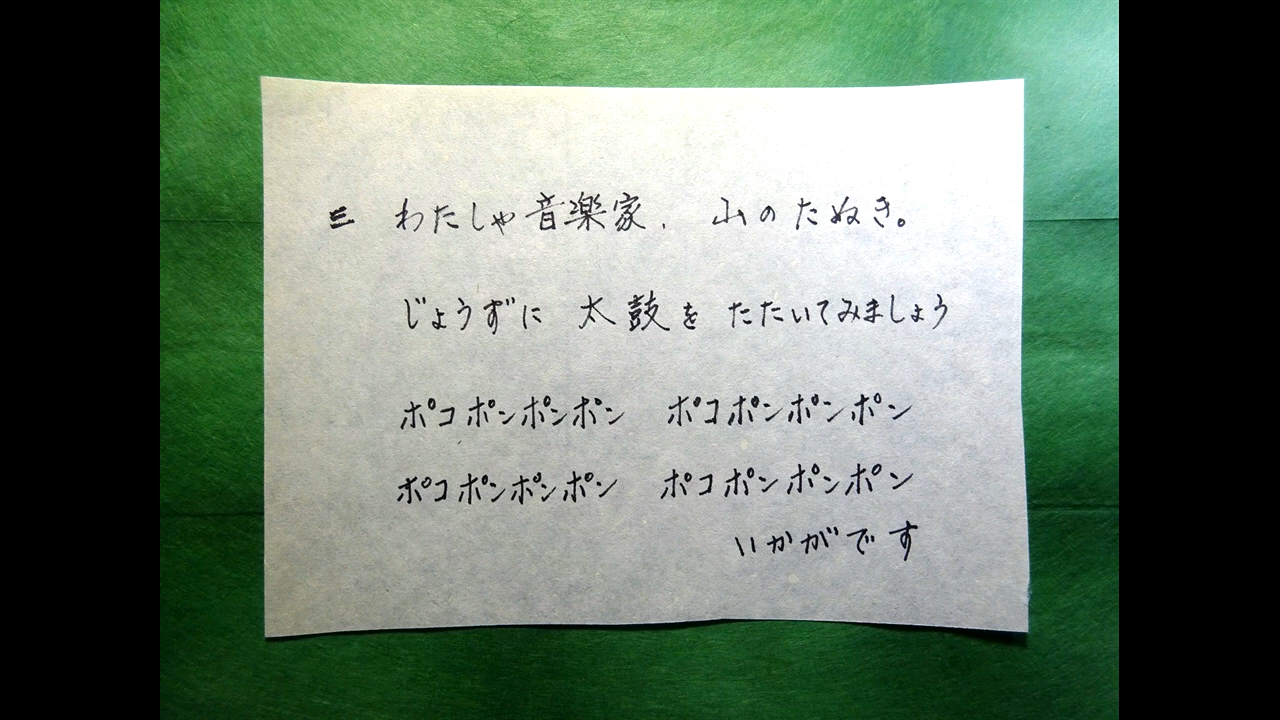 三 わたしゃ音楽家、山のたぬき。
じょうずに 太鼓を たたいてみましょう
ポコポンポンポン ポコポンポンポン
ポコポンポンポン ポコポンポンポン
いかがです